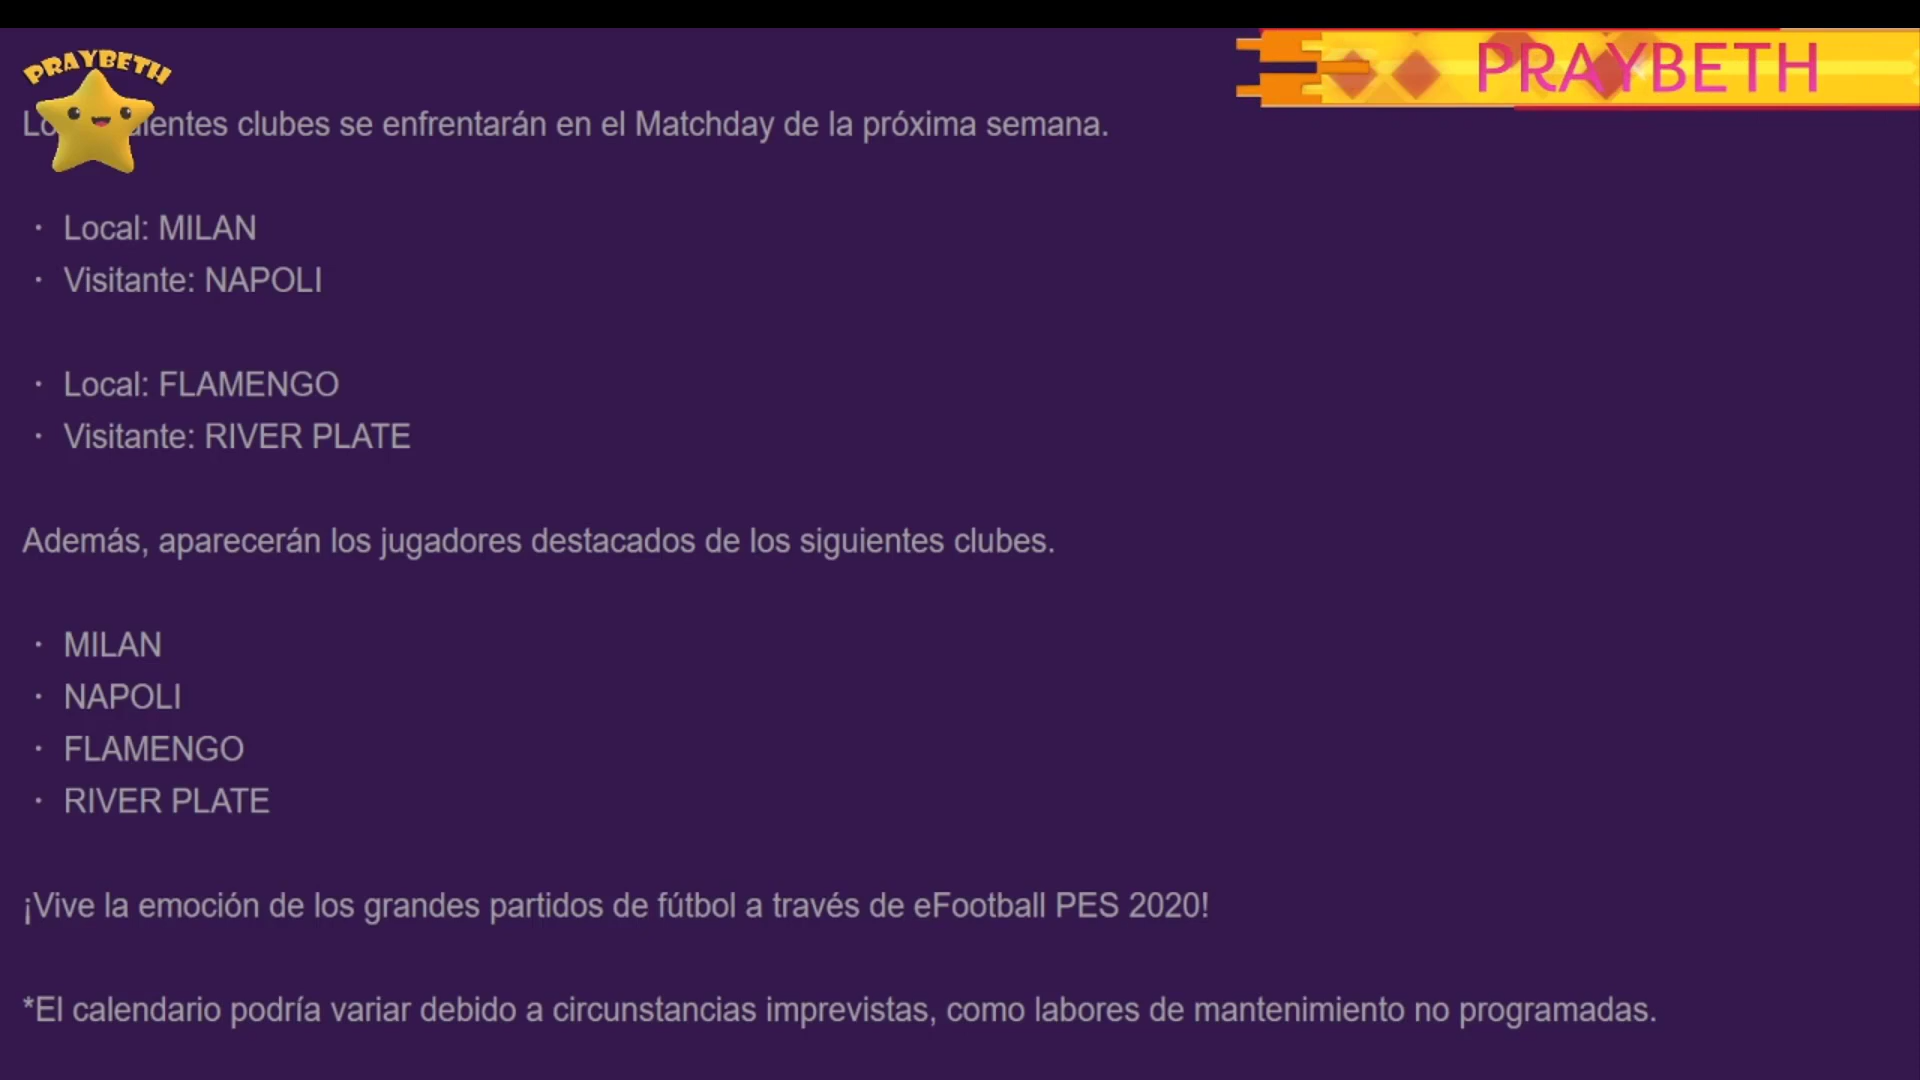 PRAYBETH
PRAYBETH
clubes se enfrentarán en el Matchday de la próxima semana.
· Local: MILAN
· Visitante: NAPOLI
· Local: FLAMENGO
· Visitante: RIVER PLATE
Además, aparecerán los jugadores destacados de los siguientes clubes.
· MILAN
· NAPOLI
· FLAMENGO
· RIVER PLATE
¡Vive la emoción de los grandes partidos de fútbol a través de eFootball PES 2020!
*El calendario podría variar debido a circunstancias imprevistas, como labores de mantenimiento no programadas.